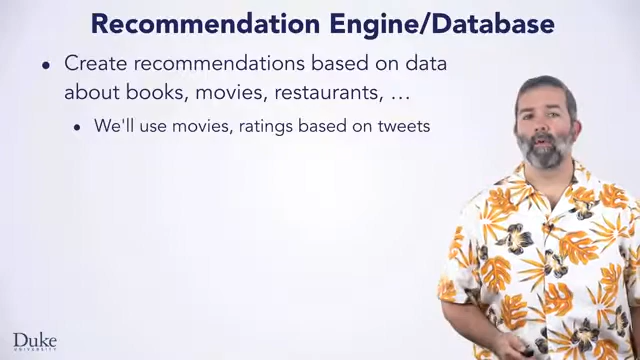 Recommendation Engine/Database
• Create recommendations based on data
about books, movies, restaurants, …
• We'll use movies, ratings based on tweets
Duke
UNIVERSITY